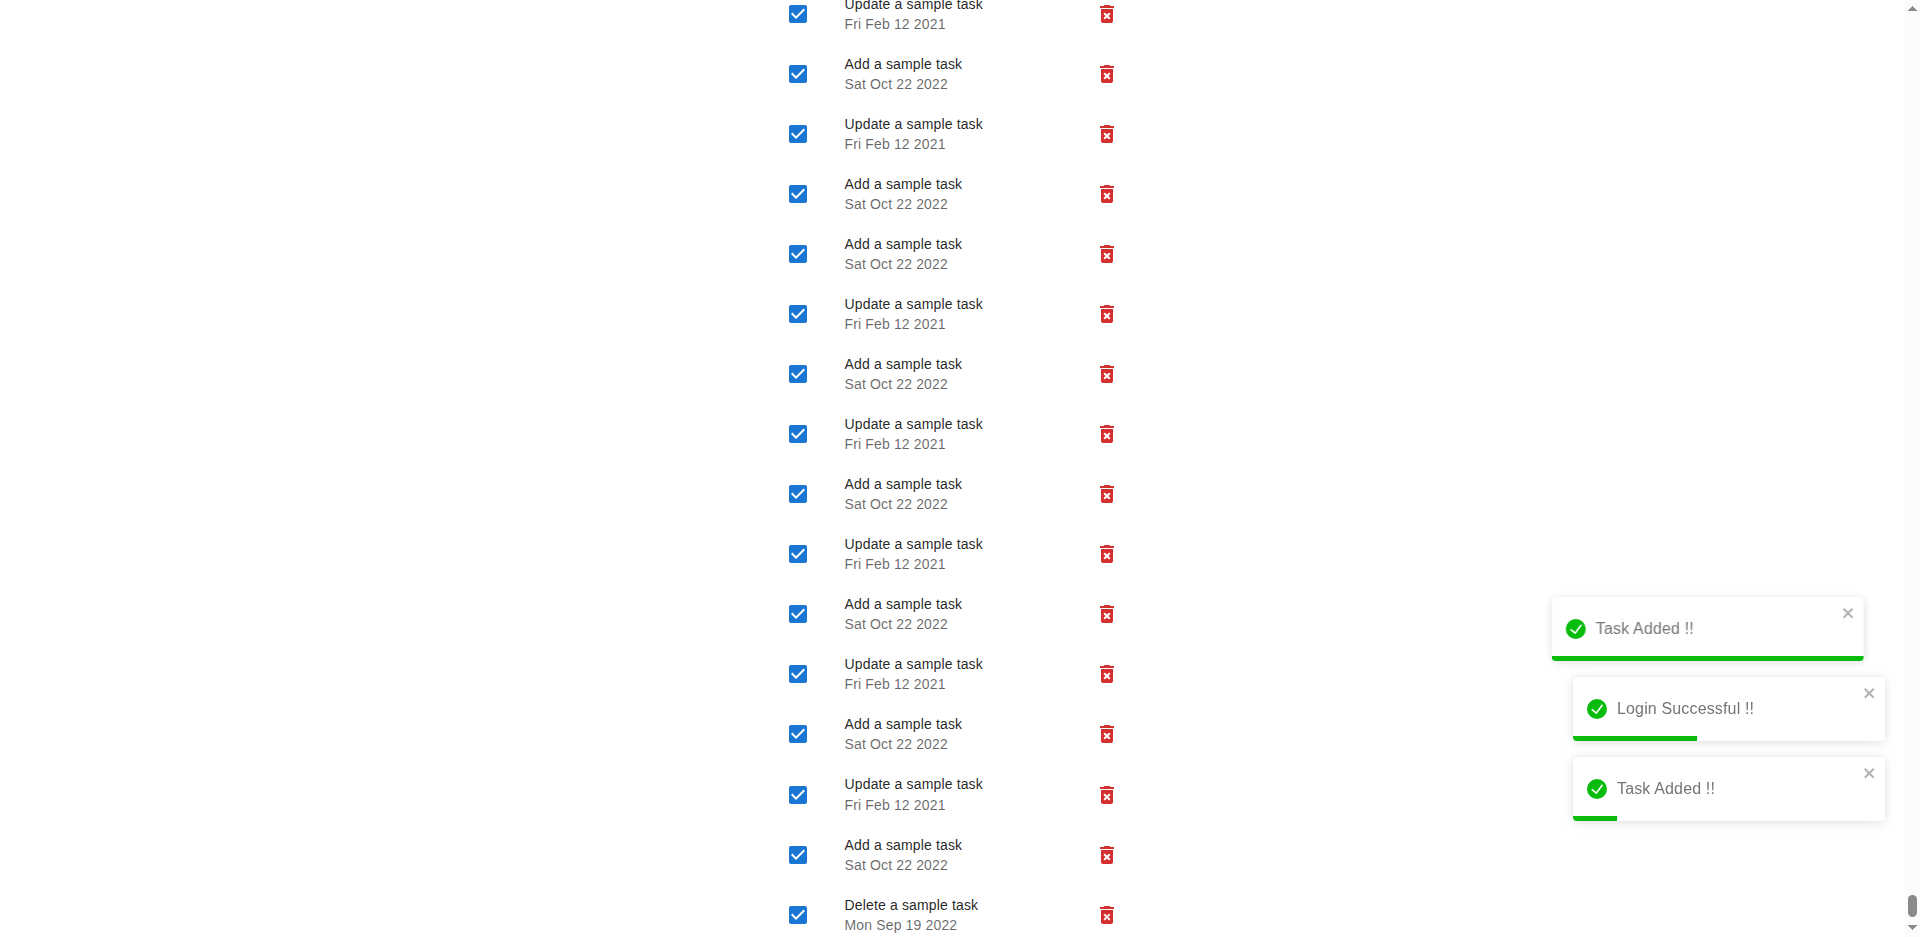 Update a sample task
Fri Feb 12 2021
Add a sample task
Sat Oct 22 2022
Update a sample task
Fri Feb 12 2021
Add a sample task
Sat Oct 22 2022
Add a sample task
Sat Oct 22 2022
Update a sample task
Fri Feb 12 2021
Add a sample task
Sat Oct 22 2022
Update a sample task
Fri Feb 12 2021
Add a sample task
Sat Oct 22 2022
Update a sample task
Fri Feb 12 2021
Add a sample task
Sat Oct 22 2022
Update a sample task
Fri Feb 12 2021
Add a sample task
Sat Oct 22 2022
Update a sample task
Fri Feb 12 2021
Add a sample task
Sat Oct 22 2022
Delete a sample task
Mon Sep 19 2022
Task Added !!
Login Successful !!
Task Added !!